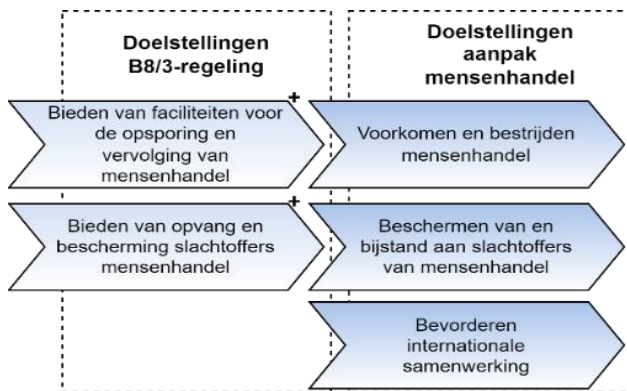 Doelstellingen
B8/3-regeling
Doelstellingen
aanpak
mensenhandel
+
Bieden van faciliteiten voor
de opsporing en
vervolging van
mensenhandel
Voorkomen en bestrijden
mensenhandel
+
Bieden van opvang en
bescherming slachtoffers
mensenhandel
Beschermen van en
bijstand aan slachtoffers
van mensenhandel
Bevorderen
internationale
samenwerking